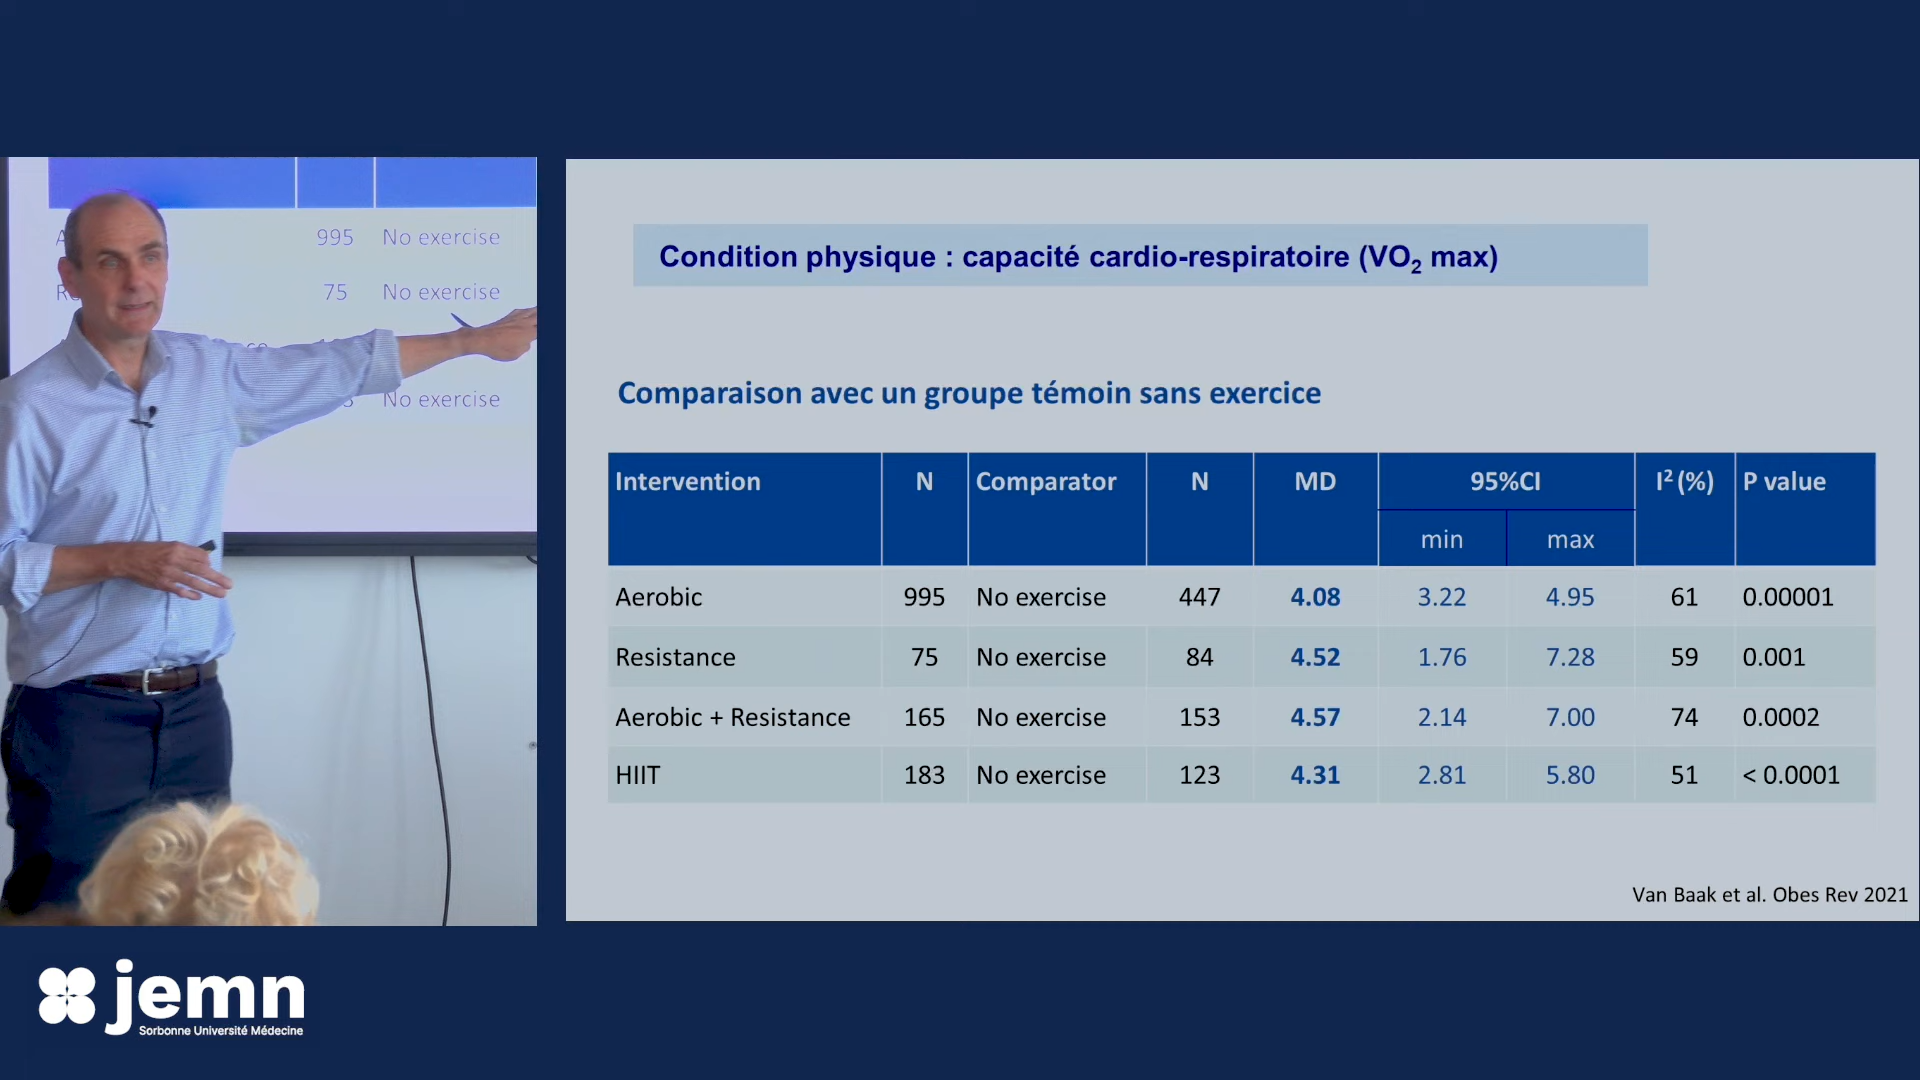 995 No exercise
75 No exercise
No exercise
Condition physique : capacité cardio-respiratoire (VO2 max)
Comparaison avec un groupe témoin sans exercice
Intervention N Comparator N MD 95%CI I² (%) P value
min max
Aerobic 995 No exercise 447 4.08 3.22 4.95 61 0.00001
Resistance 75 No exercise 84 4.52 1.76 7.28 59 0.001
Aerobic + Resistance 165 No exercise 153 4.57 2.14 7.00 74 0.0002
HIIT 183 No exercise 123 4.31 2.81 5.80 51 < 0.0001
Van Baak et al. Obes Rev 2021
jemn
Sorbonne Université Médecine